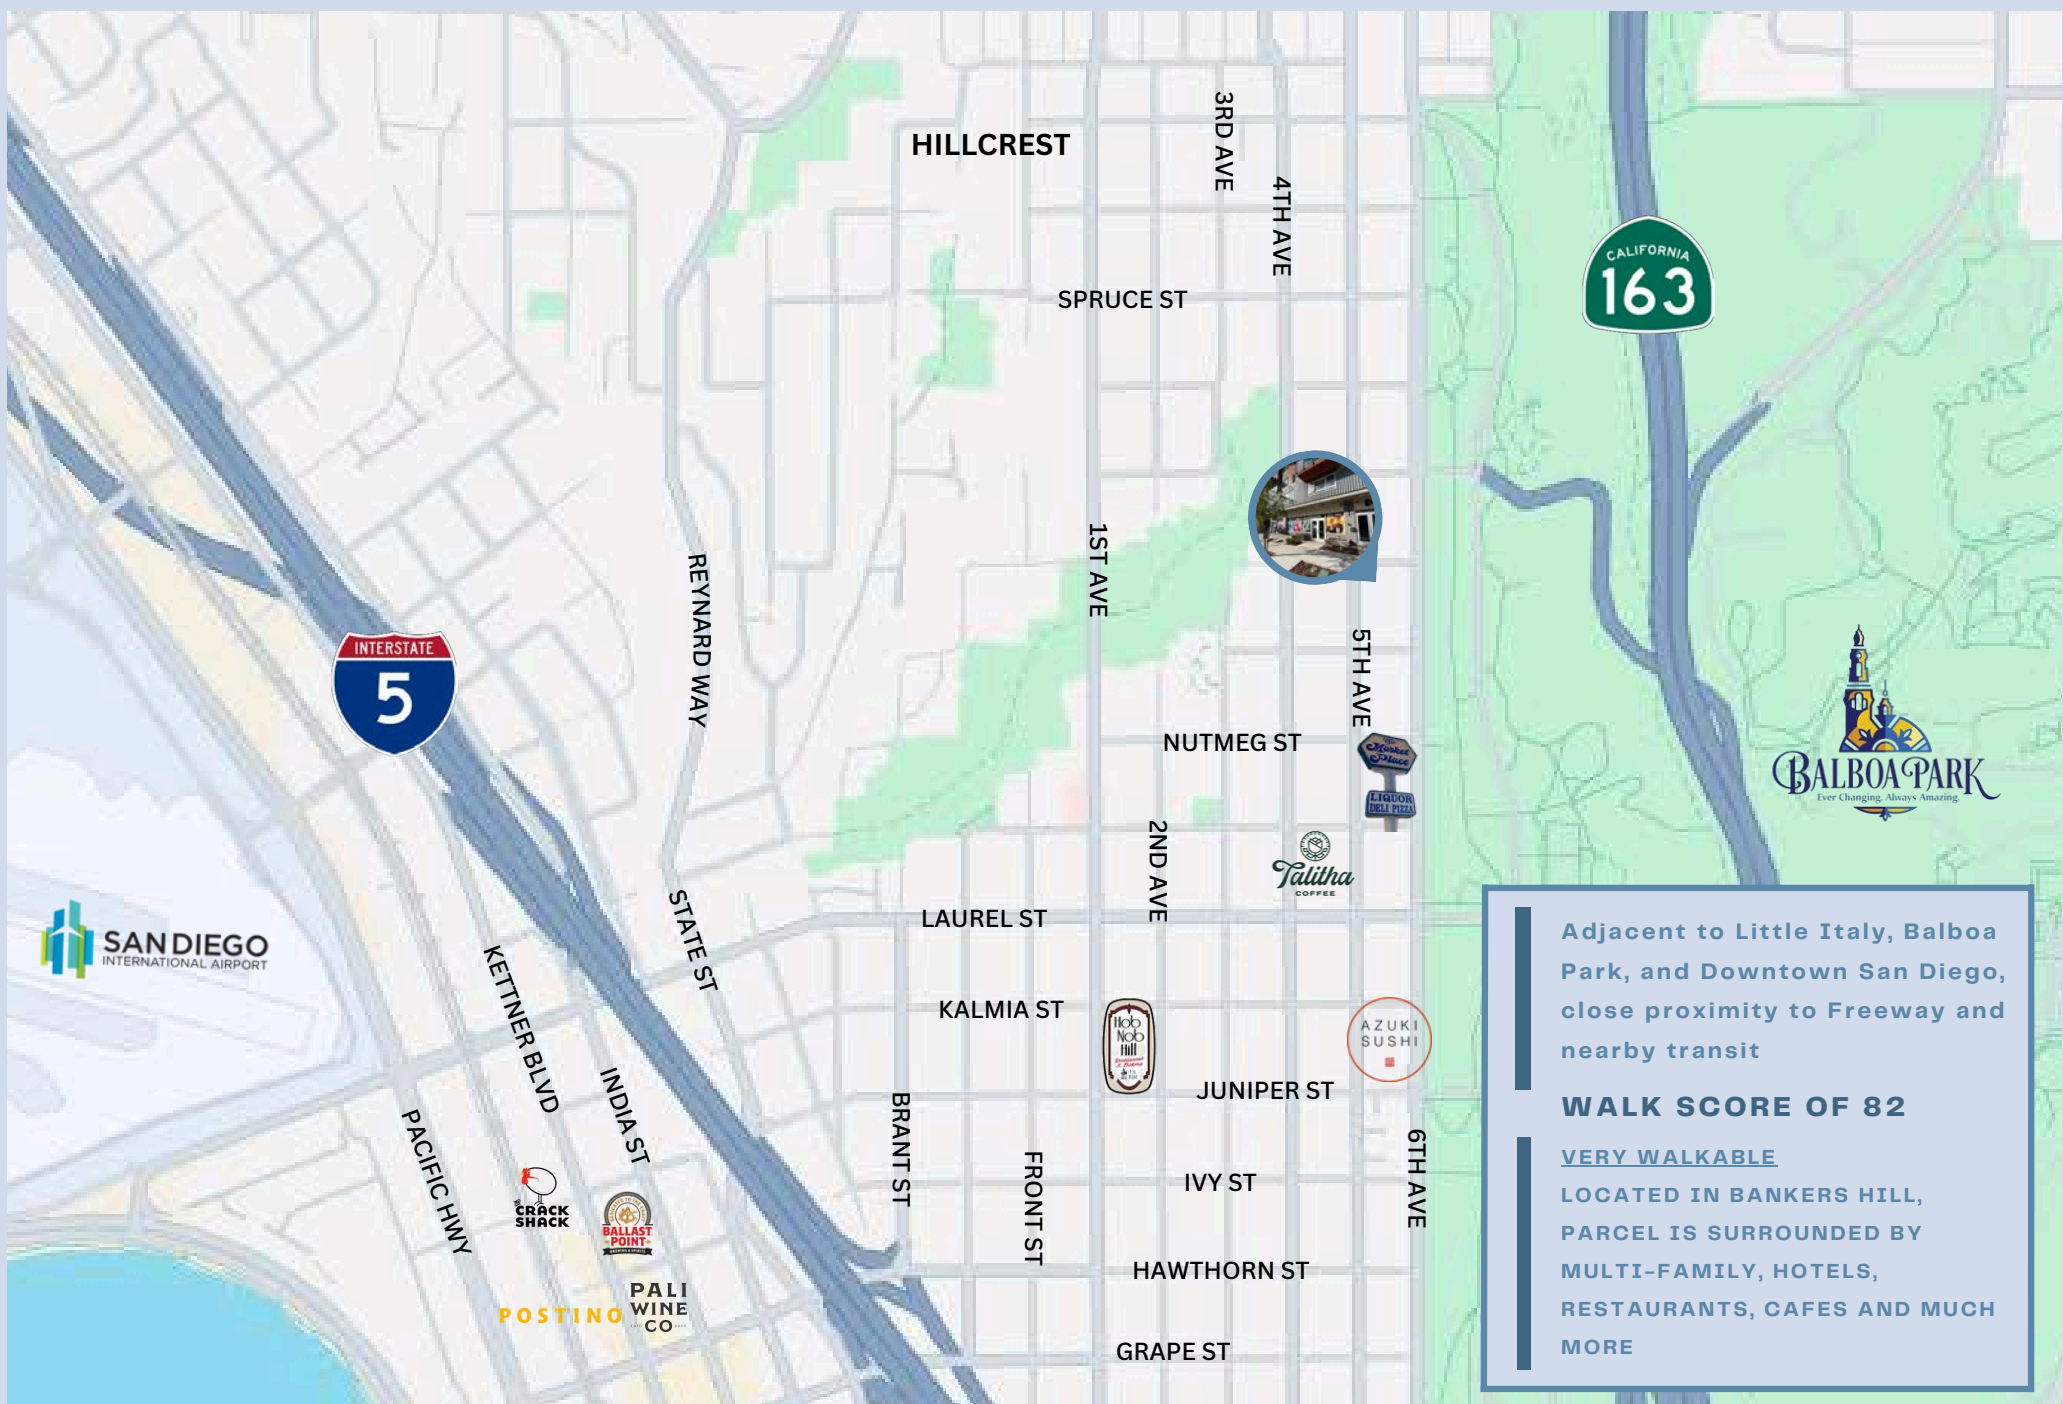 HILLCREST
3RD AVE
4TH AVE
SPRUCE ST
CALIFORNIA
163
1ST AVE
REYNARD WAY
INTERSTATE
5
5TH AVE
NUTMEG ST
Market
Place
LIQUOR
DELI PIZZA
BALBOA PARK
Ever Changing. Always Amazing.
2ND AVE
Talitha
COFFEE
LAUREL ST
STATE ST
SAN DIEGO
INTERNATIONAL AIRPORT
KETTNER BLVD
KALMIA ST
Hob
Nob
Hill
AZUKI
SUSHI
JUNIPER ST
INDIA ST
BRANT ST
PACIFIC HWY
FRONT ST
6TH AVE
IVY ST
CRACK
SHACK
BALLAST
POINT
HAWTHORN ST
POSTINO
PALI
WINE
CO
GRAPE ST
Adjacent to Little Italy, Balboa
Park, and Downtown San Diego,
close proximity to Freeway and
nearby transit
WALK SCORE OF 82
VERY WALKABLE
LOCATED IN BANKERS HILL,
PARCEL IS SURROUNDED BY
MULTI-FAMILY, HOTELS,
RESTAURANTS, CAFES AND MUCH
MORE